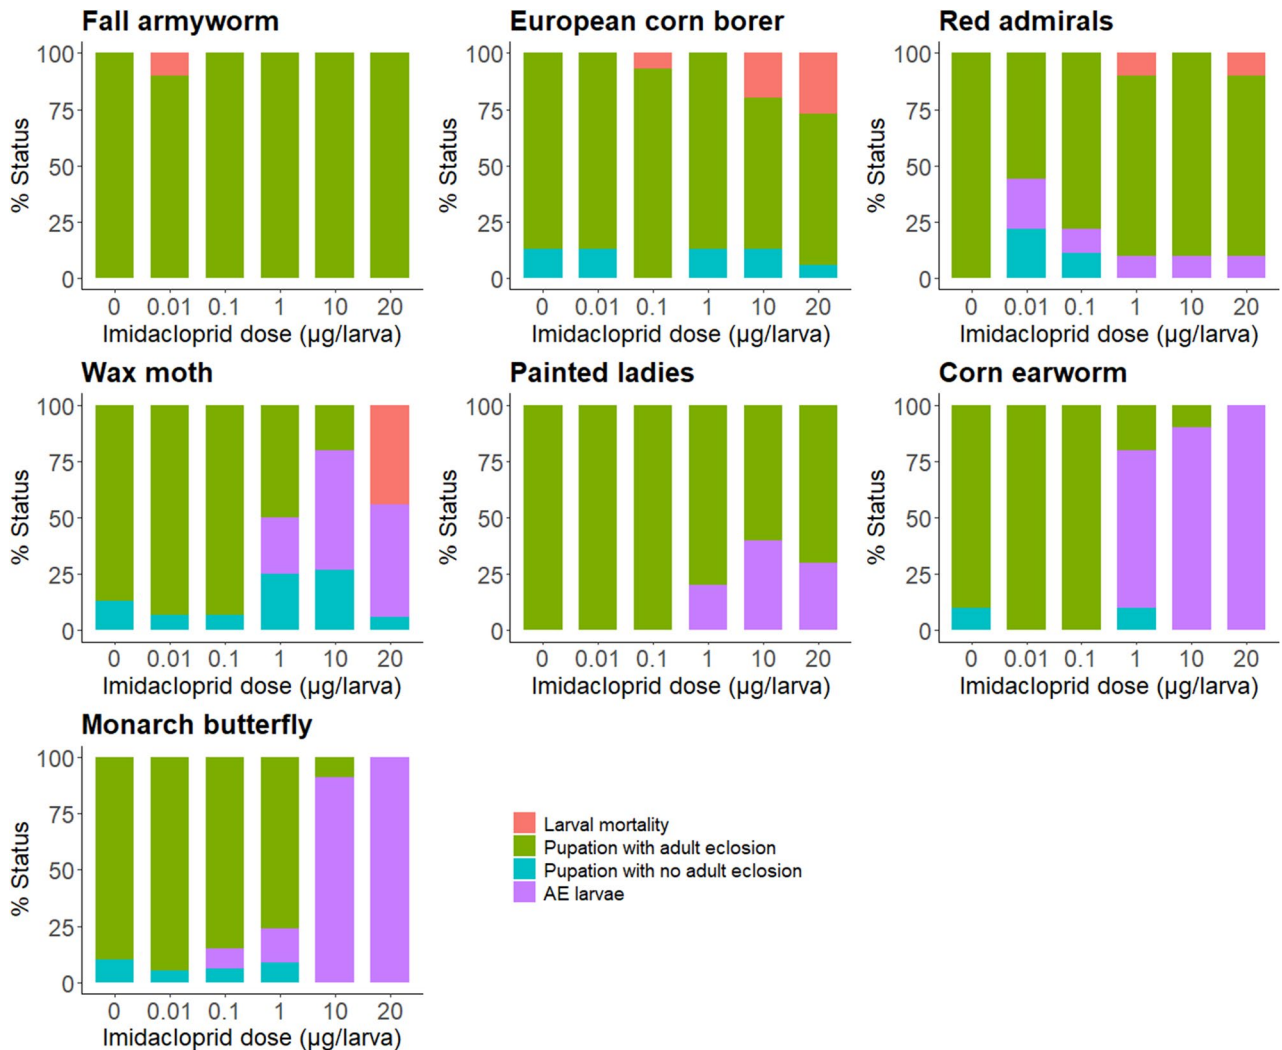 Fall armyworm
% Status
100
75
50
25
0
0 0.01 0.1 1 10 20
Imidacloprid dose (µg/larva)
European corn borer
% Status
100
75
50
25
0
0 0.01 0.1 1 10 20
Imidacloprid dose (µg/larva)
Red admirals
% Status
100
75
50
25
0
0 0.01 0.1 1 10 20
Imidacloprid dose (µg/larva)
Wax moth
% Status
100
75
50
25
0
0 0.01 0.1 1 10 20
Imidacloprid dose (µg/larva)
Painted ladies
% Status
100
75
50
25
0
0 0.01 0.1 1 10 20
Imidacloprid dose (µg/larva)
Corn earworm
% Status
100
75
50
25
0
0 0.01 0.1 1 10 20
Imidacloprid dose (µg/larva)
Monarch butterfly
% Status
100
75
50
25
0
0 0.01 0.1 1 10 20
Imidacloprid dose (µg/larva)
Larval mortality
Pupation with adult eclosion
Pupation with no adult eclosion
AE larvae